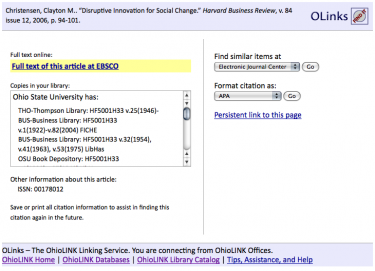 Christensen, Clayton M.. "Disruptive Innovation for Social Change." Harvard Business Review, v. 84
issue 12, 2006, p. 94-101.
OLinks
Full text online:
Full text of this article at EBSCO
Copies in your library:
Ohio State University has:
THO-Thompson Library: HF5001H33 v.25(1946)-
BUS-Business Library: HF5001H33
v.1(1922)-v.82(2004) FICHE
BUS-Business Library: HF5001H33 v.32(1954),
v.41(1963), v.53(1975) LibHas
OSU Book Depository: HF5001H33
Other information about this article:
ISSN: 00178012
Save or print all citation information to assist in finding this
citation again in the future.
Find similar items at
Electronic Journal Center Go
Format citation as:
APA Go
Persistent link to this page
OLinks – The OhioLINK Linking Service. You are connecting from OhioLINK Offices.
OhioLINK Home | OhioLINK Databases | OhioLINK Library Catalog | Tips, Assistance, and Help